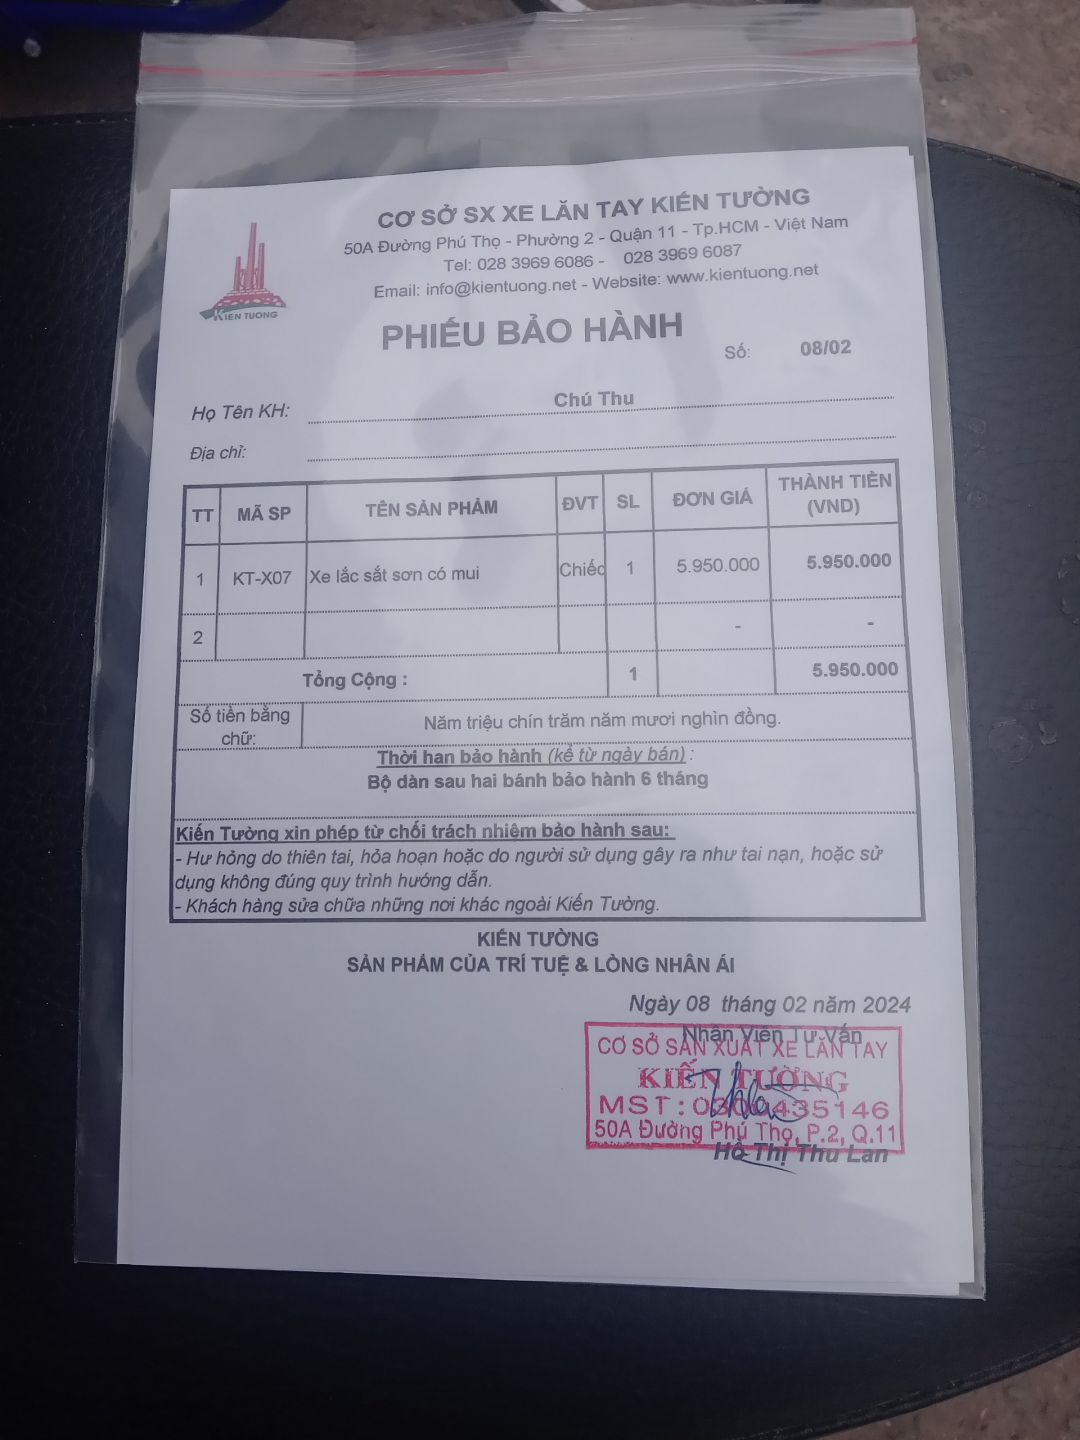 CƠ SỞ SX XE LĂN TAY KIẾN TƯỜNG
50A Đường Phú Thọ - Phường 2 - Quận 11 - Tp.HCM - Việt Nam
Tel: 028 3969 6086 - 028 3969 6087
Email: info@kientuong.net - Website: www.kientuong.net
KIEN TUONG
PHIẾU BẢO HÀNH
Số: 08/02
Họ Tên KH: Chú Thu
Địa chỉ:
TT MÃ SP TÊN SẢN PHẨM ĐVT SL ĐƠN GIÁ THÀNH TIỀN (VND)
1 KT-X07 Xe lắc sắt sơn có mui Chiếc 1 5.950.000 5.950.000
2 - -
Tổng Cộng : 1 5.950.000
Số tiền bằng chữ: Năm triệu chín trăm năm mươi nghìn đồng.
Thời hạn bảo hành (kể từ ngày bán) :
Bộ dàn sau hai bánh bảo hành 6 tháng
Kiến Tường xin phép từ chối trách nhiệm bảo hành sau:
- Hư hỏng do thiên tai, hỏa hoạn hoặc do người sử dụng gây ra như tai nạn, hoặc sử
dụng không đúng quy trình hướng dẫn.
- Khách hàng sửa chữa những nơi khác ngoài Kiến Tường.
KIẾN TƯỜNG
SẢN PHẨM CỦA TRÍ TUỆ & LÒNG NHÂN ÁI
Ngày 08 tháng 02 năm 2024
Nhân Viên Tư Vấn
CƠ SỞ SẢN XUẤT XE LĂN TAY
KIẾN TƯỜNG
MST:
50A Đường Phú Thọ, P.2, Q.11
Hồ Thị Thu Lan